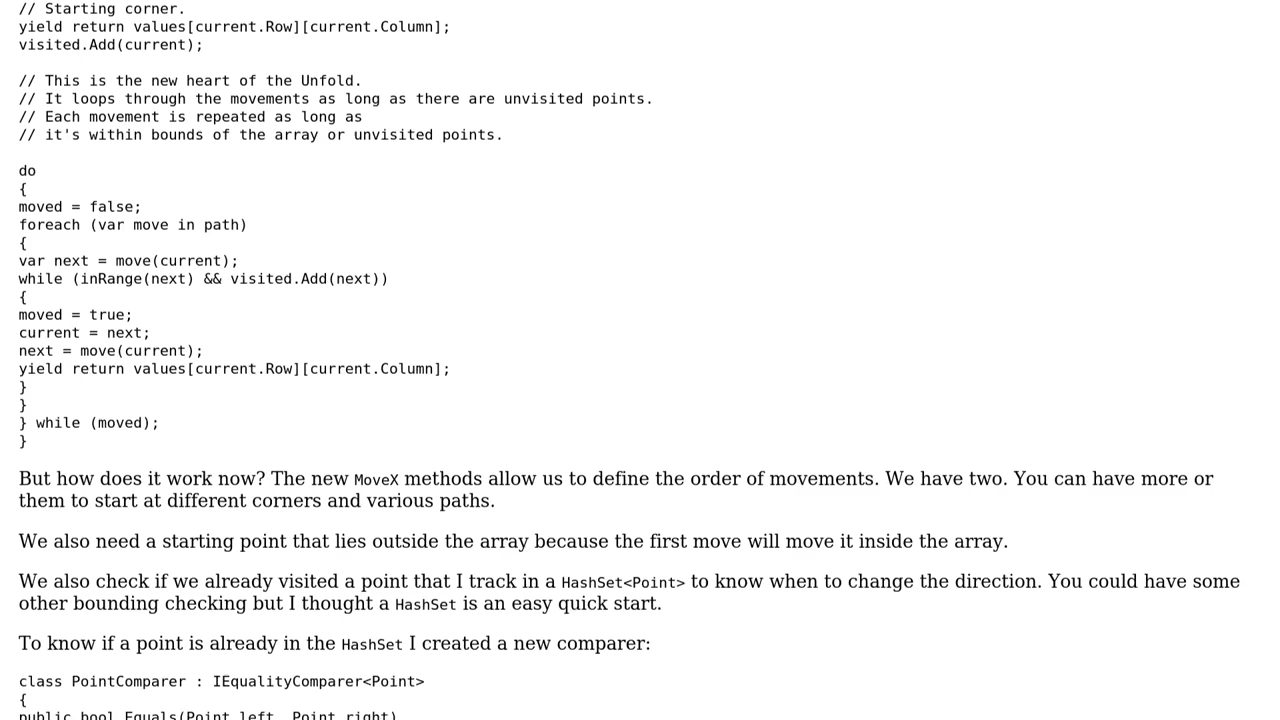 // Starting corner.
yield return values[current.Row][current.Column];
visited.Add(current);
// This is the new heart of the Unfold.
// It loops through the movements as long as there are unvisited points.
// Each movement is repeated as long as
// it's within bounds of the array or unvisited points.
do
{
moved = false;
foreach (var move in path)
{
var next = move(current);
while (inRange(next) && visited.Add(next))
{
moved = true;
current = next;
next = move(current);
yield return values[current.Row][current.Column];
}
}
} while (moved);
}
But how does it work now? The new MoveX methods allow us to define the order of movements. We have two. You can have more or
them to start at different corners and various paths.
We also need a starting point that lies outside the array because the first move will move it inside the array.
We also check if we already visited a point that I track in a HashSet<Point> to know when to change the direction. You could have some
other bounding checking but I thought a HashSet is an easy quick start.
To know if a point is already in the HashSet I created a new comparer:
class PointComparer : IEqualityComparer<Point>
{
public bool Equals(Point left, Point right)